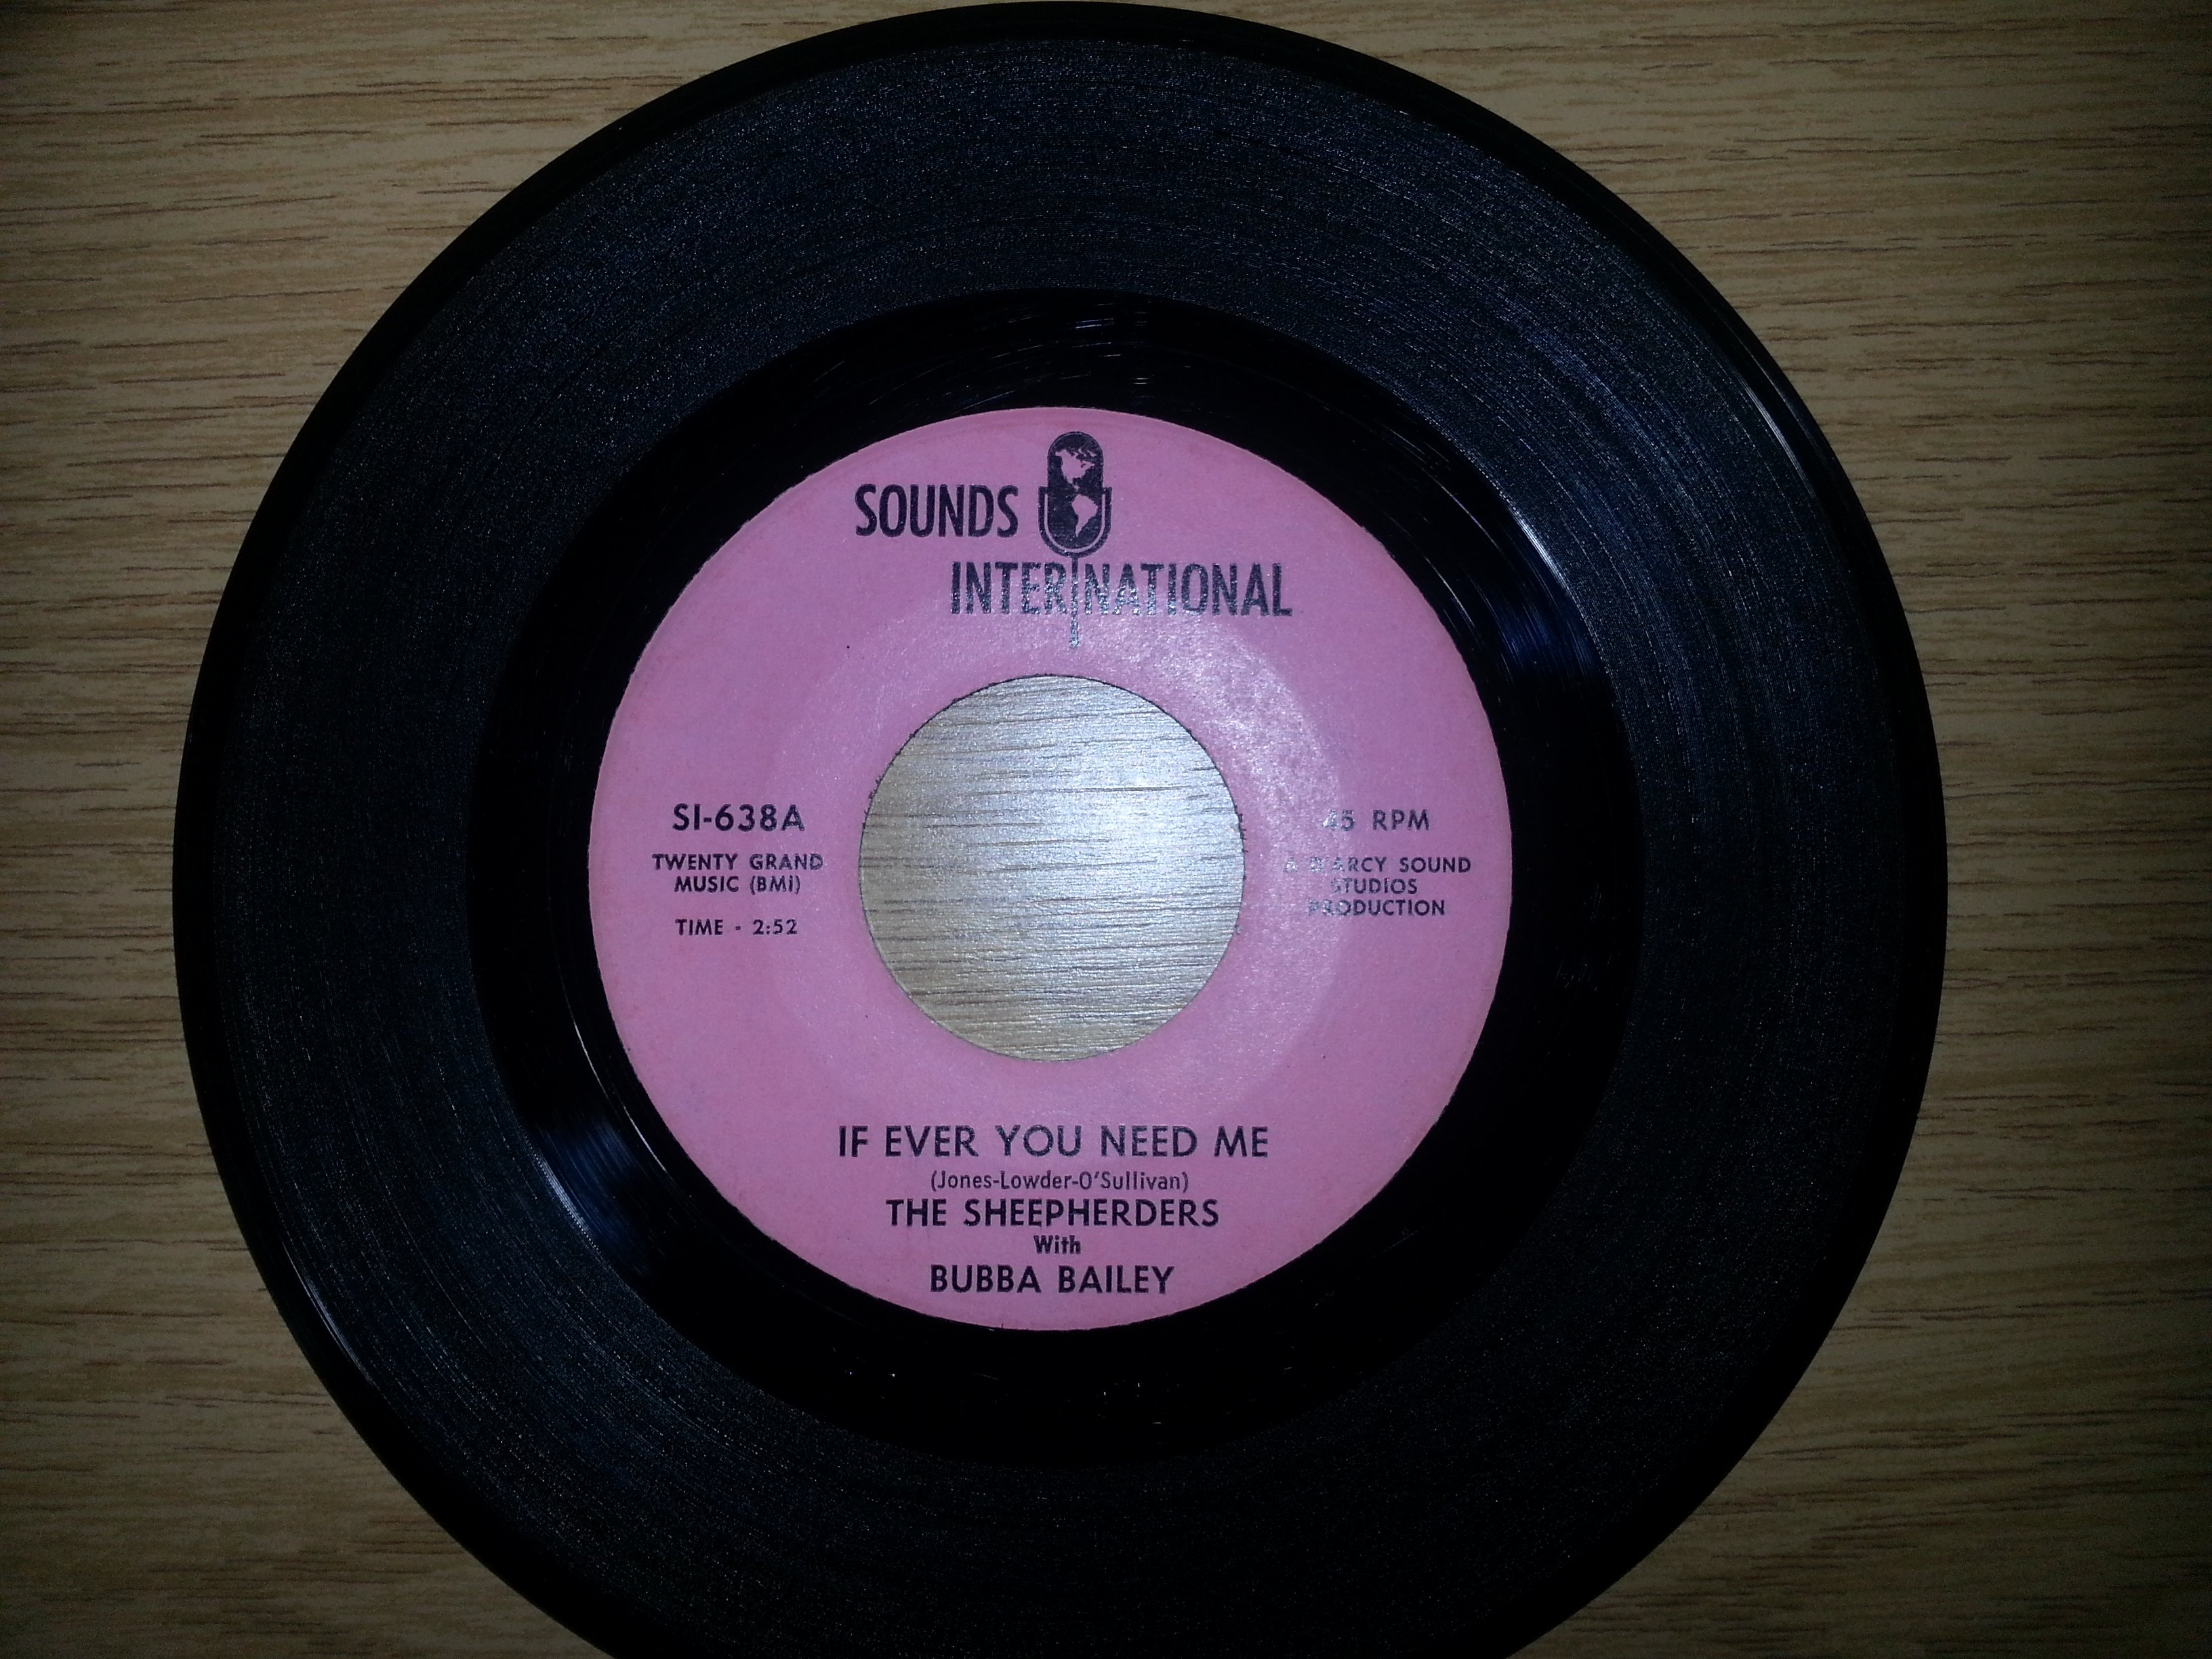 SOUNDS
INTERNATIONAL
SI-638A
TWENTY GRAND
MUSIC (BMI)
TIME - 2:52
45 RPM
A D'ARCY SOUND
STUDIOS
PRODUCTION
IF EVER YOU NEED ME
(Jones-Lowder-O'Sullivan)
THE SHEEPHERDERS
With
BUBBA BAILEY